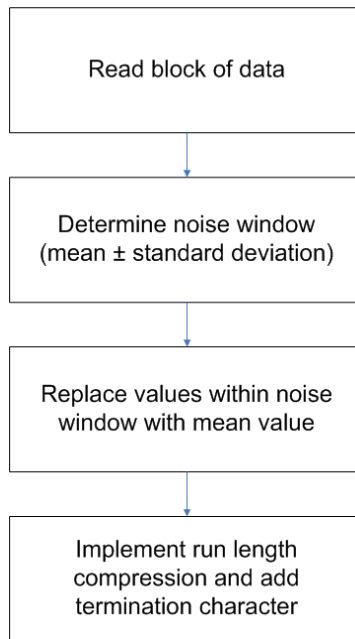 Read block of data
Determine noise window
(mean ± standard deviation)
Replace values within noise
window with mean value
Implement run length
compression and add
termination character